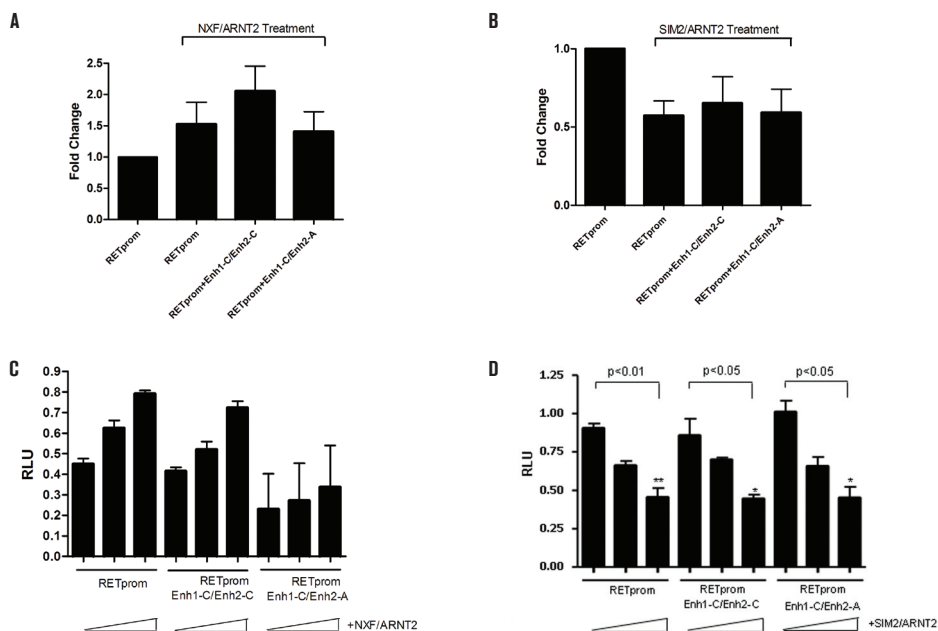 A
NXF/ARNT2 Treatment
Fold Change
2.5
2.0
1.5
1.0
0.5
0.0
RETprom
RETprom
RETprom+Enh1-C/Enh2-C
RETprom+Enh1-C/Enh2-A
B
SIM2/ARNT2 Treatment
Fold Change
1.0
0.5
0.0
RETprom
RETprom
RETprom+Enh1-C/Enh2-C
RETprom+Enh1-C/Enh2-A
C
RLU
0.9
0.8
0.7
0.6
0.5
0.4
0.3
0.2
0.1
0.0
RETprom
RETprom
Enh1-C/Enh2-C
RETprom
Enh1-C/Enh2-A
+NXF/ARNT2
D
RLU
1.25
1.00
0.75
0.50
0.25
0.00
p<0.01
p<0.05
p<0.05
**
*
*
RETprom
RETprom
Enh1-C/Enh2-C
RETprom
Enh1-C/Enh2-A
+SIM2/ARNT2